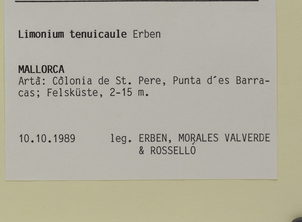 Limonium tenuicaule Erben
MALLORCA
Artà: Còlonia de St. Pere, Punta d´es Barra-
cas; Felsküste, 2-15 m.
10.10.1989 leg. ERBEN, MORALES VALVERDE
& ROSSELLÓ